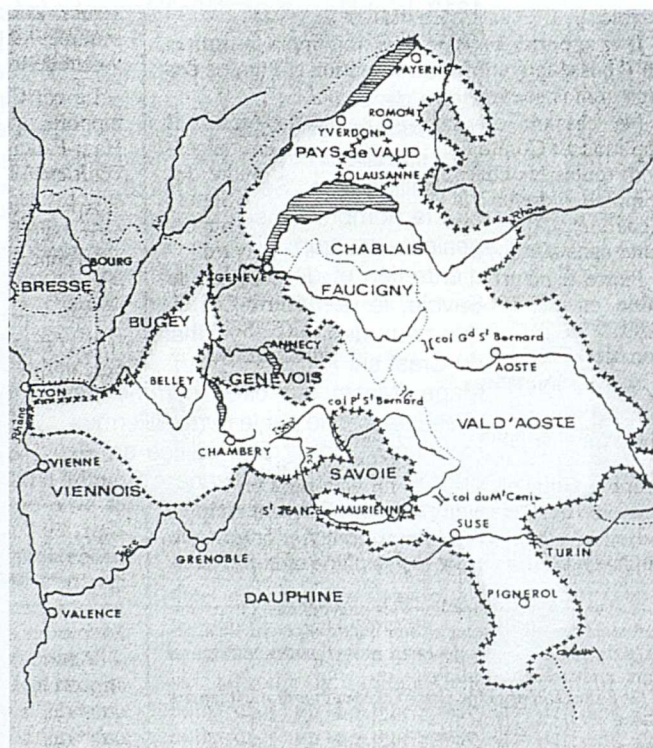 PAYERNE
ROMONT
YVERDON
PAYS de VAUD
LAUSANNE
Rhône
CHABLAIS
GENÈVE
FAUCIGNY
BOURG
BRESSE
BUGEY
ANNECY
GENEVOIS
col Gd St Bernard
AOSTE
LYON
BELLEY
col Pt St Bernard
Rhône
CHAMBERY
VAL D'AOSTE
VIENNE
VIENNOIS
SAVOIE
St JEAN de MAURIENNE
col du Mt Cenis
SUSE
TURIN
GRENOBLE
Isère
PIGNEROL
DAUPHINE
VALENCE